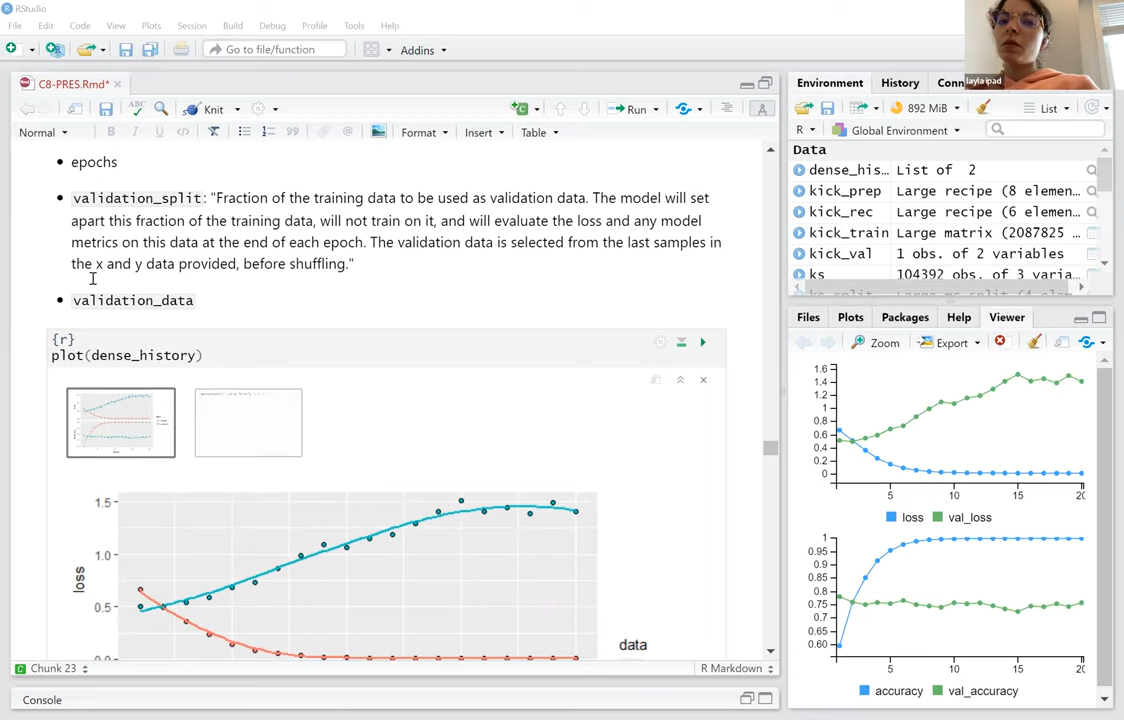 RStudio
File Edit Code View Plots Session Build Debug Profile Tools Help
Go to file/function Addins
layla ipad
C8-PRES.Rmd*
ABC Knit Run
Normal B I U </> Format Insert Table
A
epochs
validation_split: "Fraction of the training data to be used as validation data. The model will set
apart this fraction of the training data, will not train on it, and will evaluate the loss and any model
metrics on this data at the end of each epoch. The validation data is selected from the last samples in
the x and y data provided, before shuffling."
validation_data
{r}
plot(dense_history)
1.5
1.0
0.5
0.0
loss
data
Chunk 23 R Markdown
Console
Environment History Conn
892 MiB List
R Global Environment
Data
dense_his... List of 2
kick_prep Large recipe (8 elemen...
kick_rec Large recipe (6 elemen...
kick_train Large matrix (2087825 ...
kick_val 1 obs. of 2 variables
ks 104392 obs. of 3 varia...
Files Plots Packages Help Viewer
Zoom Export
1.6
1.4
1.2
1
0.8
0.6
0.4
0.2
0
5 10 15 20
loss val_loss
1
0.95
0.9
0.85
0.8
0.75
0.70
0.65
0.60
5 10 15 20
accuracy val_accuracy